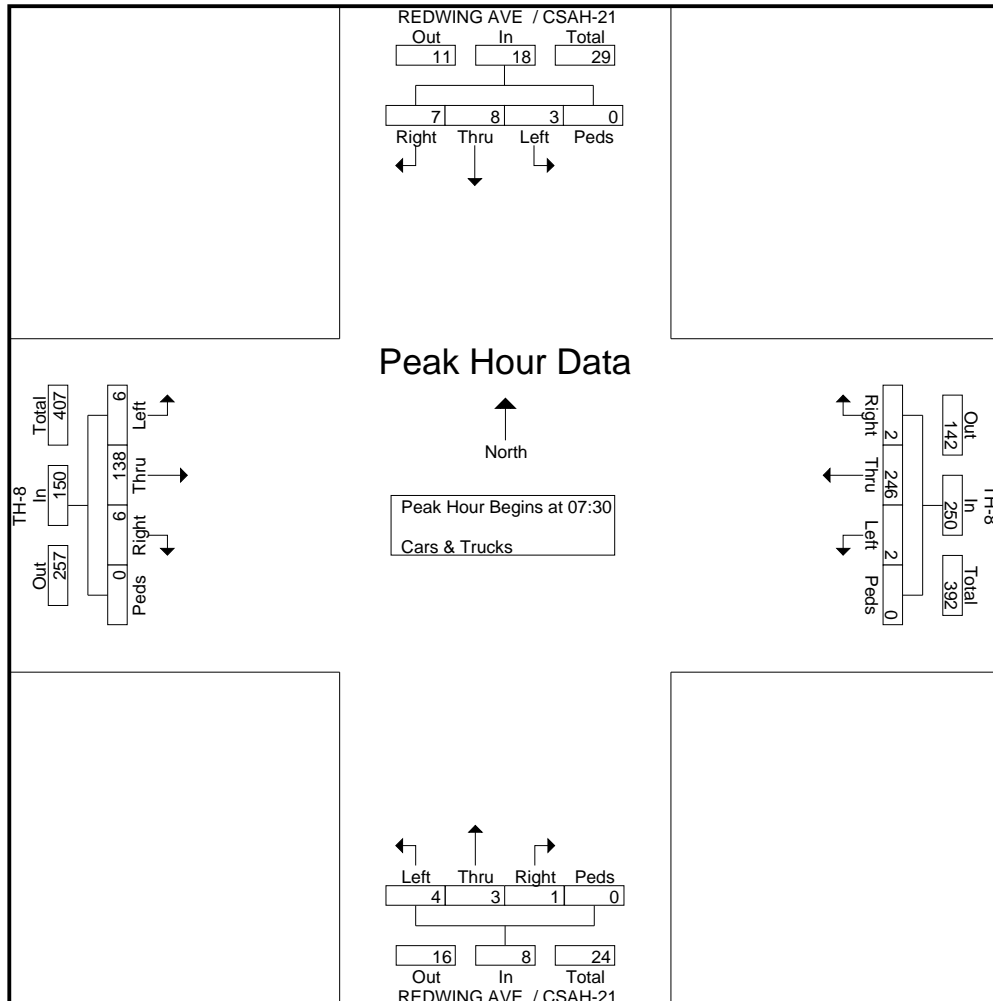 REDWING AVE / CSAH-21
Out In Total
11 18 29
7 8 3 0
Right Thru Left Peds
Peak Hour Data
North
Peak Hour Begins at 07:30
Cars & Trucks
TH-8
Total In Out
407 150 257
6 138 6 0
Left Thru Right Peds
TH-8
Out In Total
142 250 392
2 246 2 0
Right Thru Left Peds
Left Thru Right Peds
4 3 1 0
16 8 24
Out In Total
REDWING AVE / CSAH-21